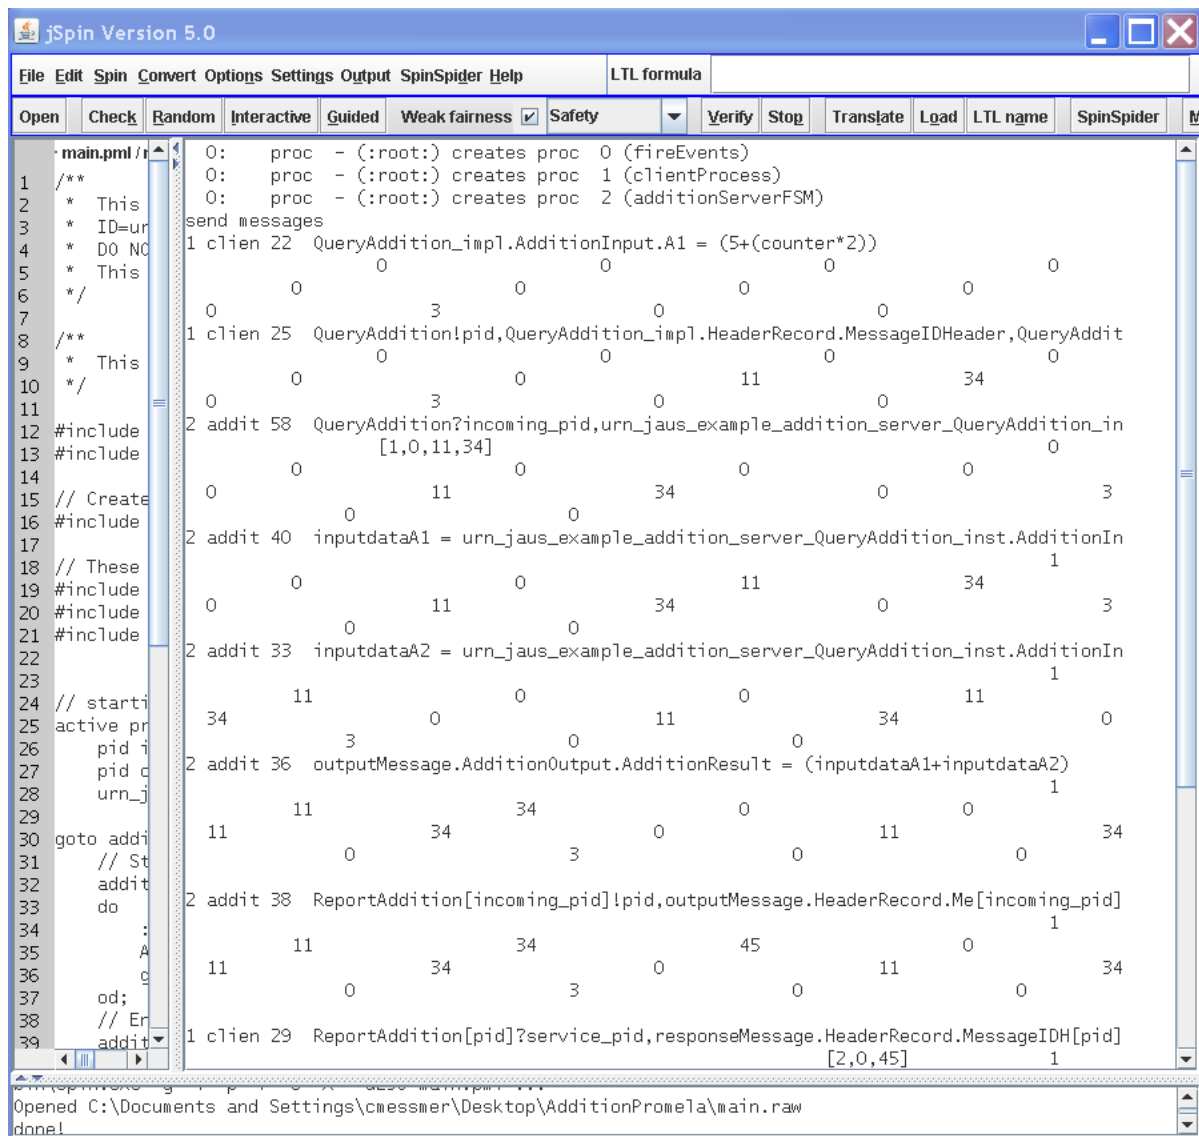 jSpin Version 5.0
File Edit Spin Convert Options Settings Output SpinSpider Help LTL formula
Open Check Random Interactive Guided Weak fairness Safety Verify Stop Translate Load LTL name SpinSpider
main.pml /
1 /**
2 * This
3 * ID=ur
4 * DO NO
5 * This
6 */
7
8 /**
9 * This
10 */
11
12 #include
13 #include
14
15 // Create
16 #include
17
18 // These
19 #include
20 #include
21 #include
22
23
24 // starti
25 active pr
26 pid i
27 pid c
28 urn_j
29
30 goto addi
31 // St
32 addit
33 do
34 :
35 A
36 g
37 od;
38 // Er
39 addit
0: proc - (:root:) creates proc 0 (fireEvents)
0: proc - (:root:) creates proc 1 (clientProcess)
0: proc - (:root:) creates proc 2 (additionServerFSM)
send messages
1 clien 22 QueryAddition_impl.AdditionInput.A1 = (5+(counter*2))
0 0 0 0
0 0 0 0
0 3 0 0
1 clien 25 QueryAddition!pid,QueryAddition_impl.HeaderRecord.MessageIDHeader,QueryAddit
0 0 0 0
0 0 11 34
0 3 0 0
2 addit 58 QueryAddition?incoming_pid,urn_jaus_example_addition_server_QueryAddition_in
[1,0,11,34] 0
0 0 0 0
0 11 34 0 3
0 0
2 addit 40 inputdataA1 = urn_jaus_example_addition_server_QueryAddition_inst.AdditionIn
1
0 0 11 34
0 11 34 0 3
0 0
2 addit 33 inputdataA2 = urn_jaus_example_addition_server_QueryAddition_inst.AdditionIn
1
11 0 0 11
34 0 11 34 0
3 0 0
2 addit 36 outputMessage.AdditionOutput.AdditionResult = (inputdataA1+inputdataA2)
1
11 34 0 0
11 34 0 11 34
0 3 0 0
2 addit 38 ReportAddition[incoming_pid]!pid,outputMessage.HeaderRecord.Me[incoming_pid]
1
11 34 45 0
11 34 0 11 34
0 3 0 0
1 clien 29 ReportAddition[pid]?service_pid,responseMessage.HeaderRecord.MessageIDH[pid]
[2,0,45] 1
Opened C:\Documents and Settings\cmessmer\Desktop\AdditionPromela\main.raw
done!